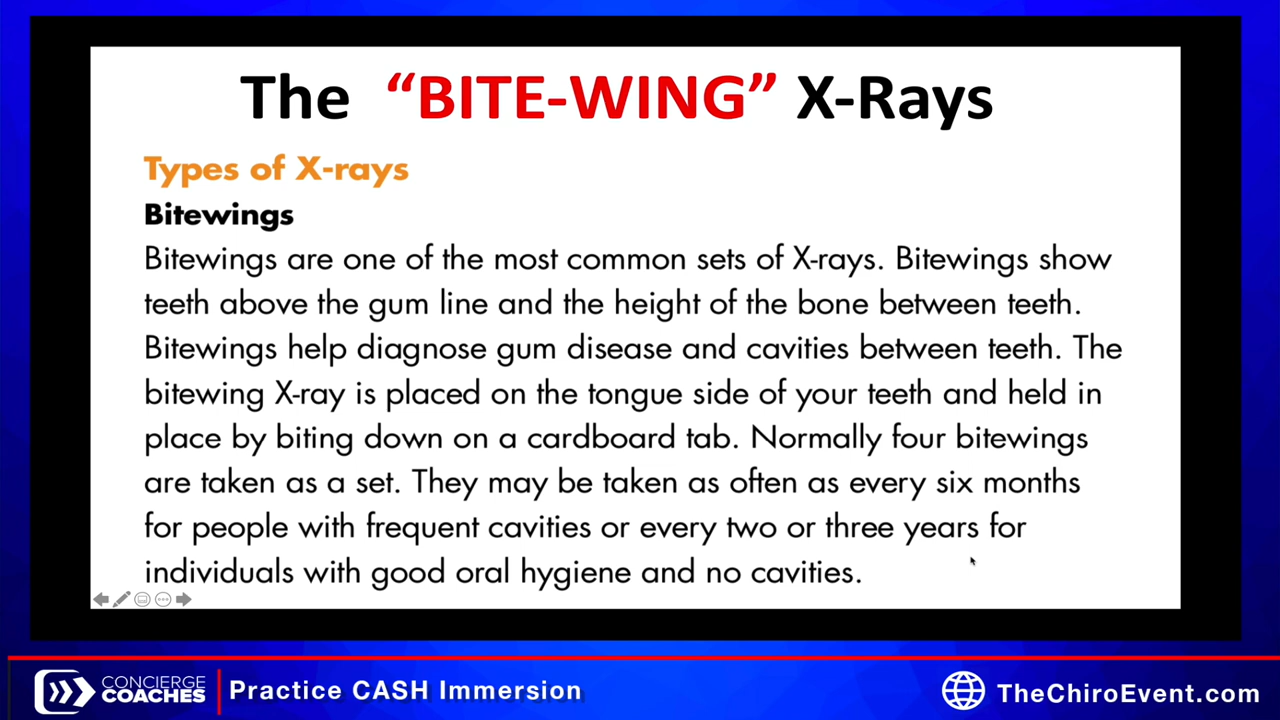 The “BITE-WING” X-Rays
Types of X-rays
Bitewings
Bitewings are one of the most common sets of X-rays. Bitewings show
teeth above the gum line and the height of the bone between teeth.
Bitewings help diagnose gum disease and cavities between teeth. The
bitewing X-ray is placed on the tongue side of your teeth and held in
place by biting down on a cardboard tab. Normally four bitewings
are taken as a set. They may be taken as often as every six months
for people with frequent cavities or every two or three years for
individuals with good oral hygiene and no cavities.
CONCIERGE
COACHES
Practice CASH Immersion
TheChiroEvent.com